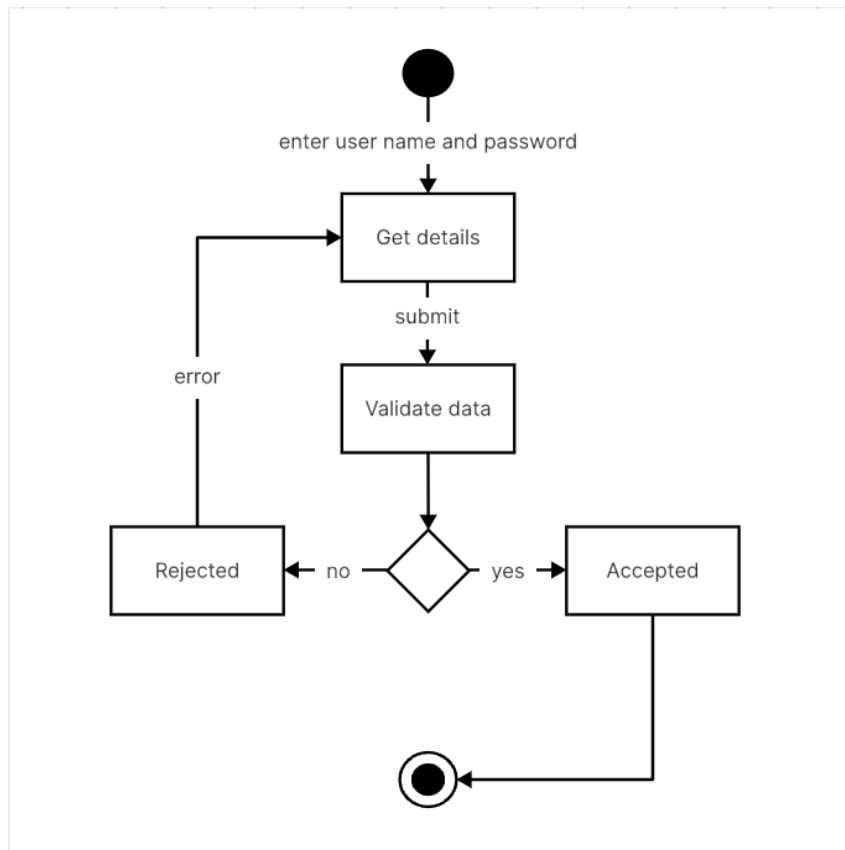 enter user name and password
Get details
submit
error
Validate data
Rejected
no
yes
Accepted